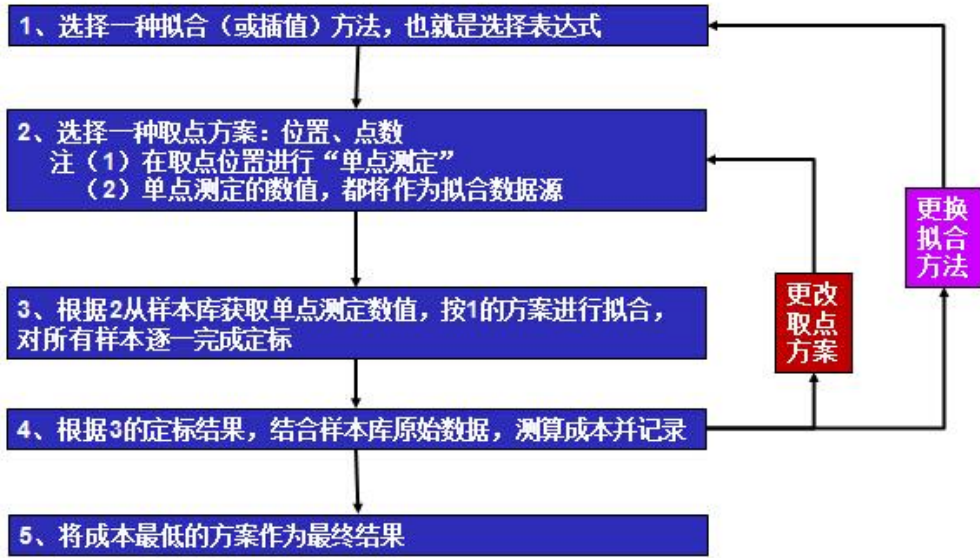 1、选择一种拟合（或插值）方法，也就是选择表达式
2、选择一种取点方案：位置、点数
注（1）在取点位置进行“单点测定”
（2）单点测定的数值，都将作为拟合数据源
3、根据2从样本库获取单点测定数值，按1的方案进行拟合，
对所有样本逐一完成定标
4、根据3的定标结果，结合样本库原始数据，测算成本并记录
5、将成本最低的方案作为最终结果
更改
取点
方案
更换
拟合
方法